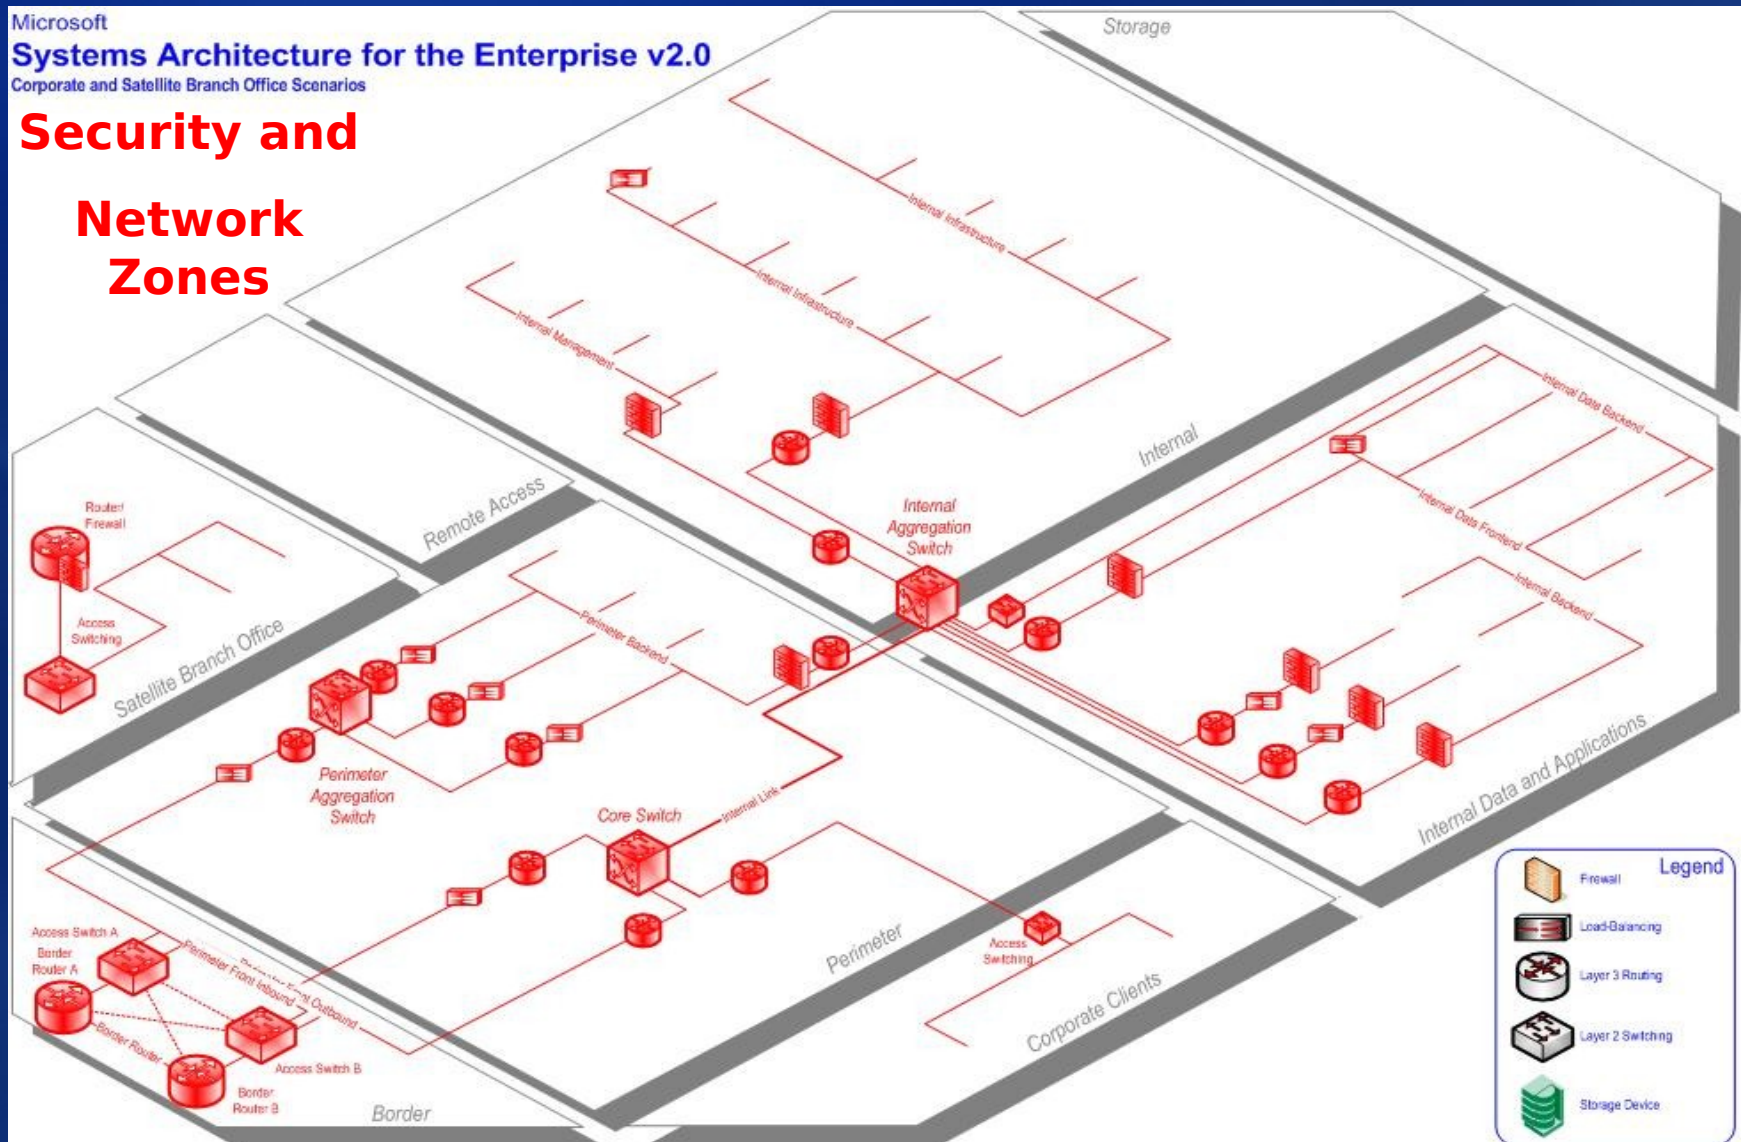 Microsoft
Systems Architecture for the Enterprise v2.0
Corporate and Satellite Branch Office Scenarios
Security and
Network
Zones
Storage
Internal Infrastructure
Internal Infrastructure
Internal Management
Internal
Remote Access
Internal
Aggregation
Switch
Internal Data Backend
Internal Data Frontend
Internal Backend
Router/
Firewall
Access
Switching
Satellite Branch Office
Perimeter Backend
Perimeter
Aggregation
Switch
Core Switch
Internal Link
Internal Data and Applications
Access Switch A
Border
Router A
Perimeter Front Inbound
Outbound
Border Router
Access Switch B
Border
Router B
Border
Perimeter
Access
Switching
Corporate Clients
Legend
Firewall
Load-Balancing
Layer 3 Routing
Layer 2 Switching
Storage Device